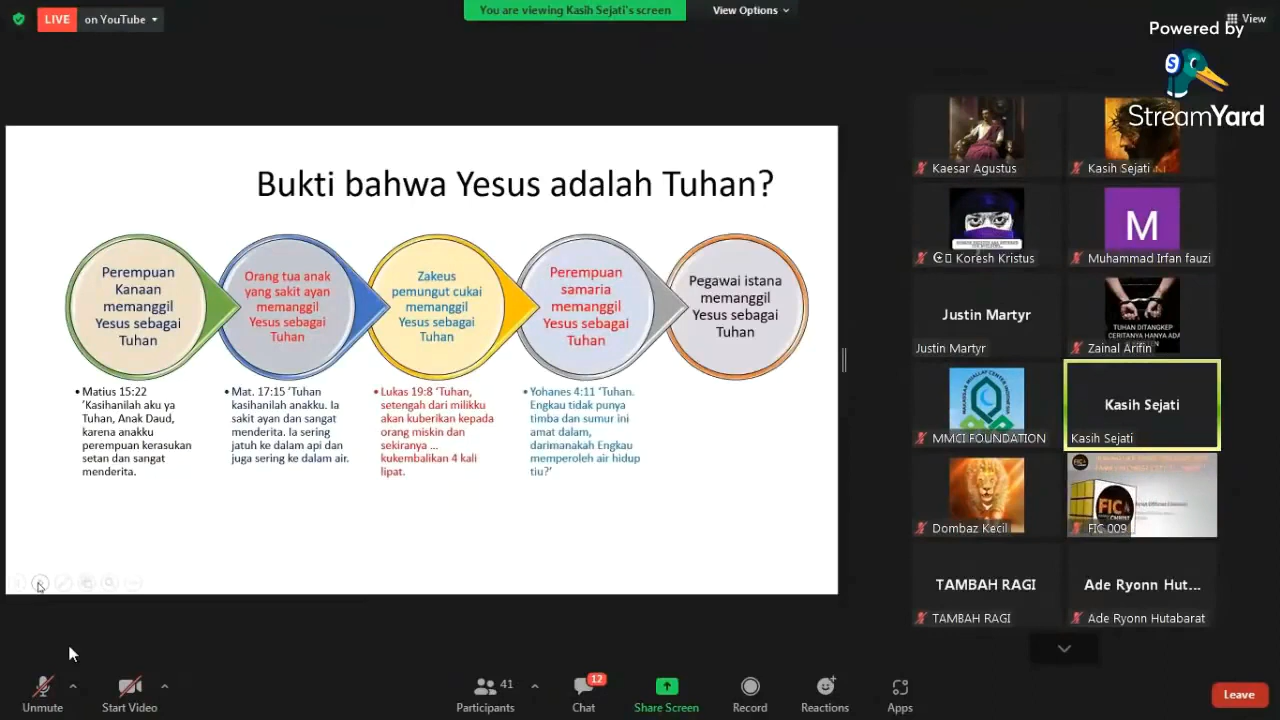 LIVE
on YouTube
You are viewing Kasih Sejati's screen
View Options
View
Powered by
StreamYard
Bukti bahwa Yesus adalah Tuhan?
Perempuan
Kanaan
memanggil
Yesus sebagai
Tuhan
Orang tua anak
yang sakit ayan
memanggil
Yesus sebagai
Tuhan
Zakeus
pemungut cukai
memanggil
Yesus sebagai
Tuhan
Perempuan
samaria
memanggil
Yesus sebagai
Tuhan
Pegawai istana
memanggil
Yesus sebagai
Tuhan
• Matius 15:22
'Kasihanilah aku ya
Tuhan, Anak Daud,
karena anakku
perempuan kerasukan
setan dan sangat
menderita.
• Mat. 17:15 'Tuhan
kasihanilah anakku. Ia
sakit ayan dan sangat
menderita. Ia sering
jatuh ke dalam api dan
juga sering ke dalam air.
• Lukas 19:8 'Tuhan,
setengah dari milikku
akan kuberikan kepada
orang miskin dan
sekiranya ...
kukembalikan 4 kali
lipat.
• Yohanes 4:11 'Tuhan.
Engkau tidak punya
timba dan sumur ini
amat dalam,
darimanakah Engkau
memperoleh air hidup
tiu?'
Kaesar Agustus
Kasih Sejati
Koresh Kristus
M
Muhammad Irfan fauzi
Justin Martyr
Justin Martyr
TUHAN DITANGKEP
CERITANYA HANYA ADA
Zainal Arifin
MMCI FOUNDATION
Kasih Sejati
Kasih Sejati
Dombaz Kecil
FIC
FIC 009
TAMBAH RAGI
TAMBAH RAGI
Ade Ryonn Hut...
Ade Ryonn Hutabarat
Unmute
Start Video
41
Participants
12
Chat
Share Screen
Record
Reactions
Apps
Leave